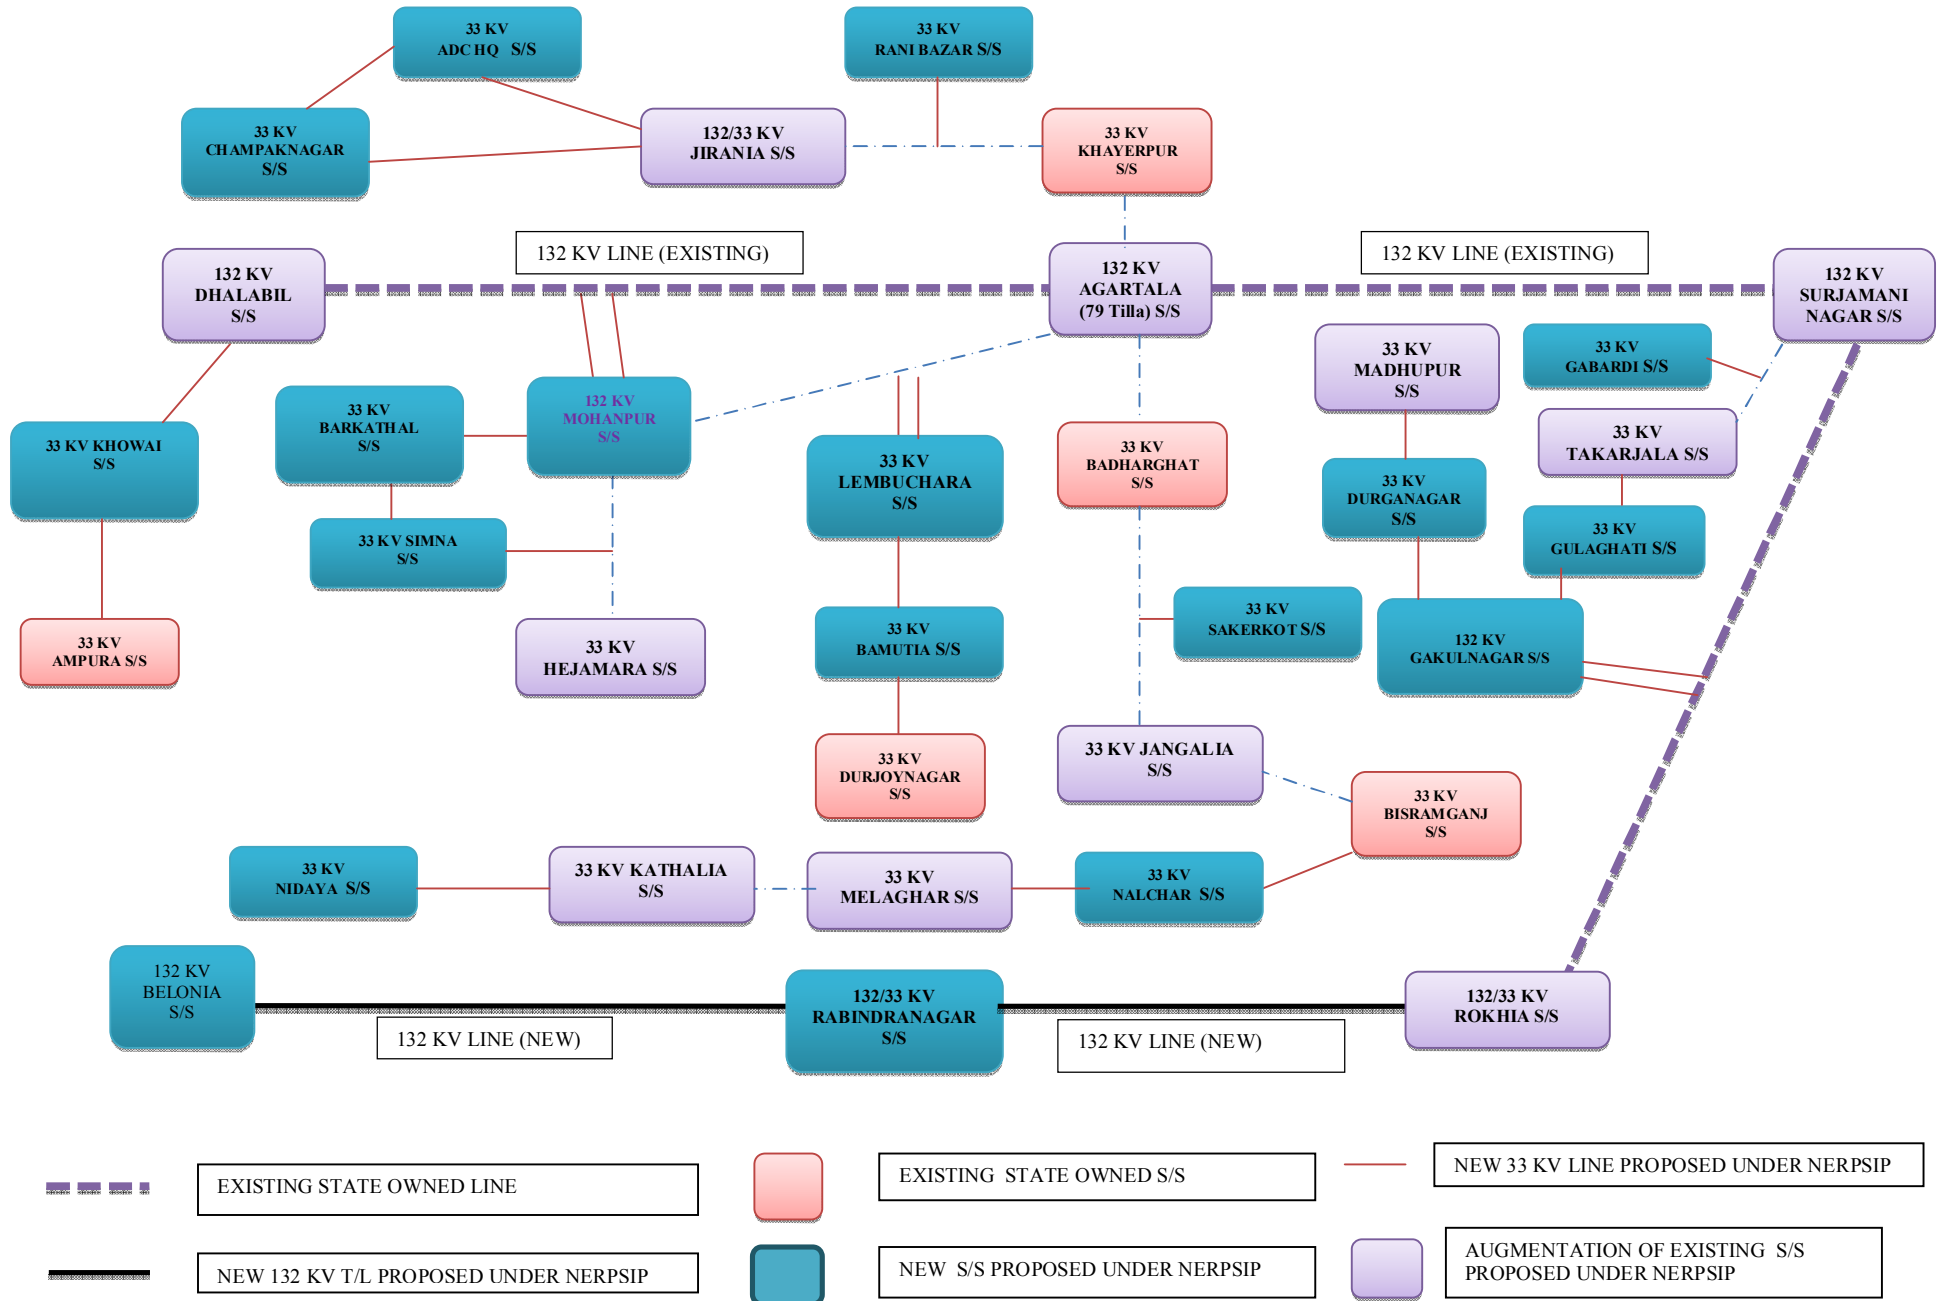 33 KV
ADC HQ S/S
33 KV
RANI BAZAR S/S
33 KV
CHAMPAKNAGAR
S/S
132/33 KV
JIRANIA S/S
33 KV
KHAYERPUR
S/S
132 KV LINE (EXISTING)
132 KV LINE (EXISTING)
132 KV
DHALABIL
S/S
132 KV
AGARTALA
(79 Tilla) S/S
132 KV
SURJAMANI
NAGAR S/S
33 KV
MADHUPUR
S/S
33 KV
GABARDI S/S
33 KV
BARKATHAL
S/S
132 KV
MOHANPUR
S/S
33 KV KHOWAI
S/S
33 KV
LEMBUCHARA
S/S
33 KV
BADHARGHAT
S/S
33 KV
TAKARJALA S/S
33 KV
DURGANAGAR
S/S
33 KV SIMNA
S/S
33 KV
GULAGHATI S/S
33 KV
AMPURA S/S
33 KV
HEJAMARA S/S
33 KV
BAMUTIA S/S
33 KV
SAKERKOT S/S
132 KV
GAKULNAGAR S/S
33 KV
DURJOYNAGAR
S/S
33 KV JANGALIA
S/S
33 KV
BISRAMGANJ
S/S
33 KV
NIDAYA S/S
33 KV KATHALIA
S/S
33 KV
MELAGHAR S/S
33 KV
NALCHAR S/S
132 KV
BELONIA
S/S
132/33 KV
RABINDRANAGAR
S/S
132/33 KV
ROKHIA S/S
132 KV LINE (NEW)
132 KV LINE (NEW)
EXISTING STATE OWNED LINE
EXISTING STATE OWNED S/S
NEW 33 KV LINE PROPOSED UNDER NERPSIP
NEW 132 KV T/L PROPOSED UNDER NERPSIP
NEW S/S PROPOSED UNDER NERPSIP
AUGMENTATION OF EXISTING S/S
PROPOSED UNDER NERPSIP